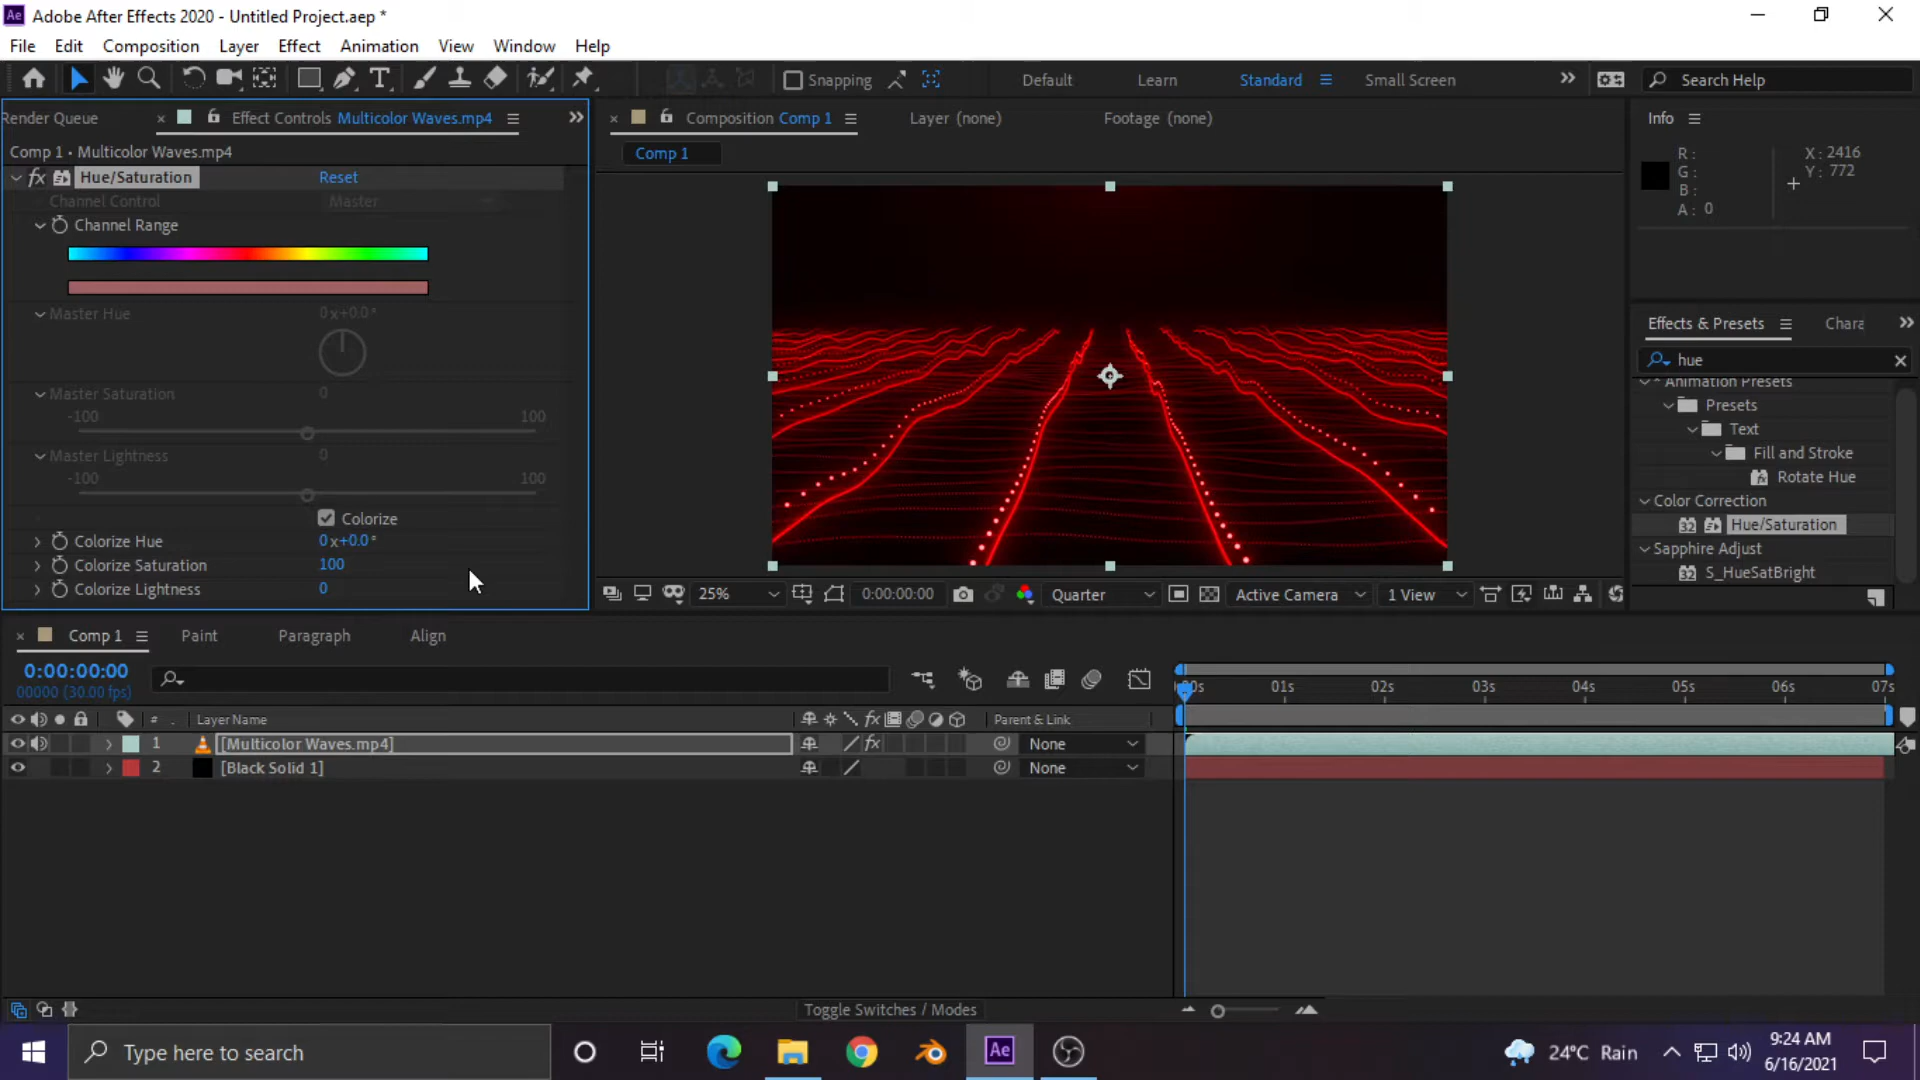 Ae Adobe After Effects 2020 - Untitled Project.aep *
File Edit Composition Layer Effect Animation View Window Help
Snapping Default Learn Standard Small Screen Search Help
Render Queue Effect Controls Multicolor Waves.mp4
Comp 1 • Multicolor Waves.mp4
fx Hue/Saturation Reset
Channel Control Master
Channel Range
Master Hue 0x+0.0°
Master Saturation 0
-100 100
Master Lightness 0
-100 100
Colorize
Colorize Hue 0x+0.0°
Colorize Saturation 100
Colorize Lightness 0
Composition Comp 1 Layer (none) Footage (none)
Comp 1
25% 0:00:00:00 Quarter Active Camera 1 View
Info
R: X: 2416
G: Y: 772
B:
A: 0
Effects & Presets Chara
hue
* Animation Presets
Presets
Text
Fill and Stroke
Rotate Hue
Color Correction
32 Hue/Saturation
Sapphire Adjust
32 S_HueSatBright
Comp 1 Paint Paragraph Align
0:00:00:00
00000 (30.00 fps)
:00s 01s 02s 03s 04s 05s 06s 07s
# . Layer Name fx Parent & Link
1 [Multicolor Waves.mp4] fx None
2 [Black Solid 1] None
Toggle Switches / Modes
Type here to search
Ae
24°C Rain
9:24 AM
6/16/2021